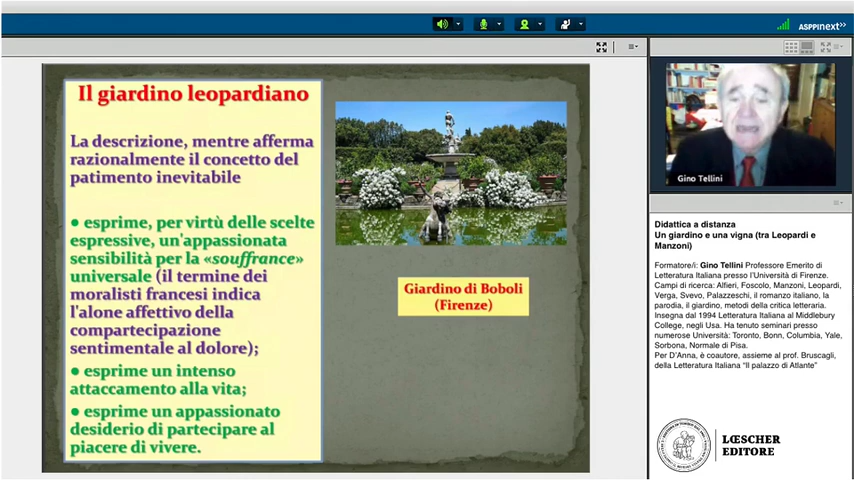 ASPPInext»
Il giardino leopardiano
La descrizione, mentre afferma
razionalmente il concetto del
patimento inevitabile
● esprime, per virtù delle scelte
espressive, un'appassionata
sensibilità per la «souffrance»
universale (il termine dei
moralisti francesi indica
l'alone affettivo della
compartecipazione
sentimentale al dolore);
● esprime un intenso
attaccamento alla vita;
● esprime un appassionato
desiderio di partecipare al
piacere di vivere.
Giardino di Boboli
(Firenze)
Gino Tellini
Didattica a distanza
Un giardino e una vigna (tra Leopardi e
Manzoni)
Formatore/i: Gino Tellini Professore Emerito di
Letteratura Italiana presso l'Università di Firenze.
Campi di ricerca: Alfieri, Foscolo, Manzoni, Leopardi,
Verga, Svevo, Palazzeschi, il romanzo italiano, la
parodia, il giardino, metodi della critica letteraria.
Insegna dal 1994 Letteratura Italiana al Middlebury
College, negli Usa. Ha tenuto seminari presso
numerose Università: Toronto, Bonn, Columbia, Yale,
Sorbona, Normale di Pisa.
Per D'Anna, è coautore, assieme al prof. Bruscagli,
della Letteratura Italiana "Il palazzo di Atlante"
LŒSCHER
EDITORE